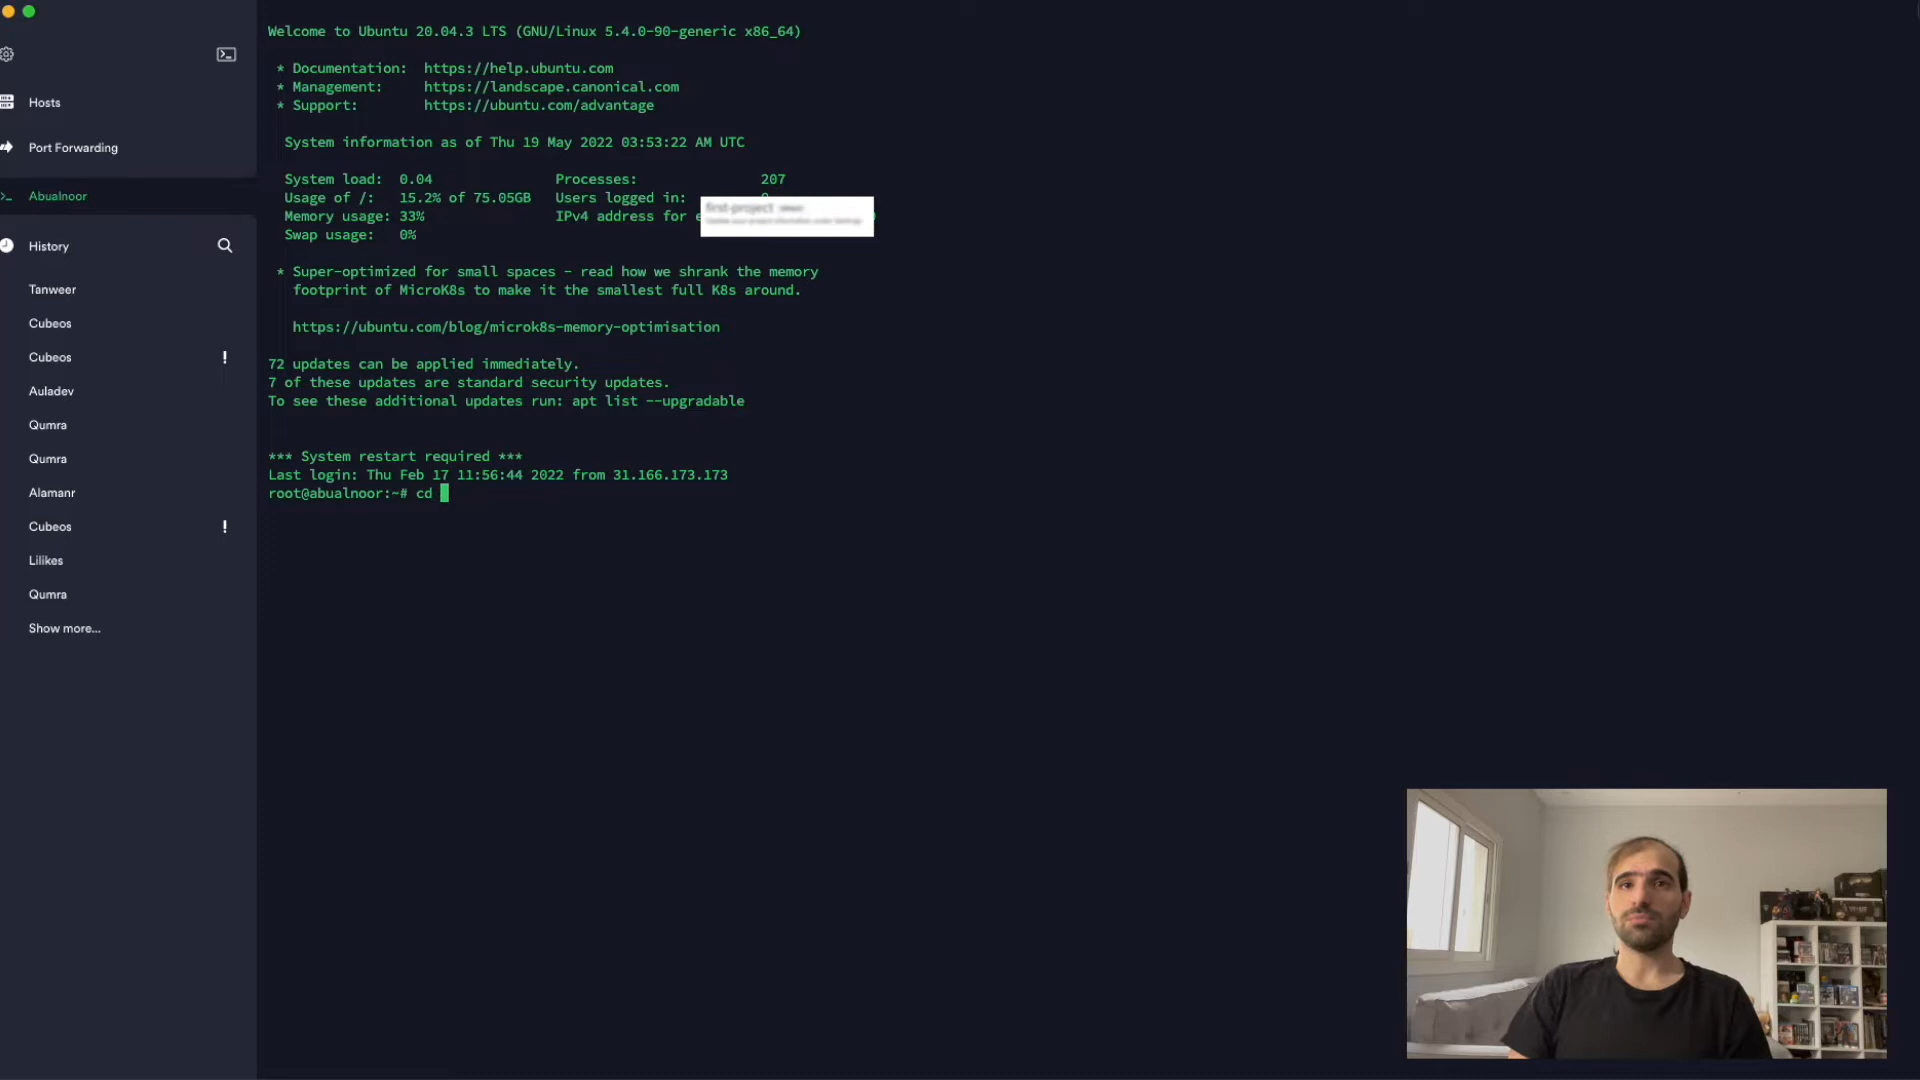 Hosts
Port Forwarding
Abualnoor
History
Tanweer
Cubeos
Cubeos !
Auladev
Qumra
Qumra
Alamanr
Cubeos !
Lilikes
Qumra
Show more...
Welcome to Ubuntu 20.04.3 LTS (GNU/Linux 5.4.0-90-generic x86_64)
* Documentation: https://help.ubuntu.com
* Management: https://landscape.canonical.com
* Support: https://ubuntu.com/advantage
System information as of Thu 19 May 2022 03:53:22 AM UTC
System load: 0.04 Processes: 207
Usage of /: 15.2% of 75.05GB Users logged in:
Memory usage: 33% IPv4 address for
Swap usage: 0%
first-project
* Super-optimized for small spaces - read how we shrank the memory
footprint of MicroK8s to make it the smallest full K8s around.
https://ubuntu.com/blog/microk8s-memory-optimisation
72 updates can be applied immediately.
7 of these updates are standard security updates.
To see these additional updates run: apt list --upgradable
*** System restart required ***
Last login: Thu Feb 17 11:56:44 2022 from 31.166.173.173
root@abualnoor:~# cd